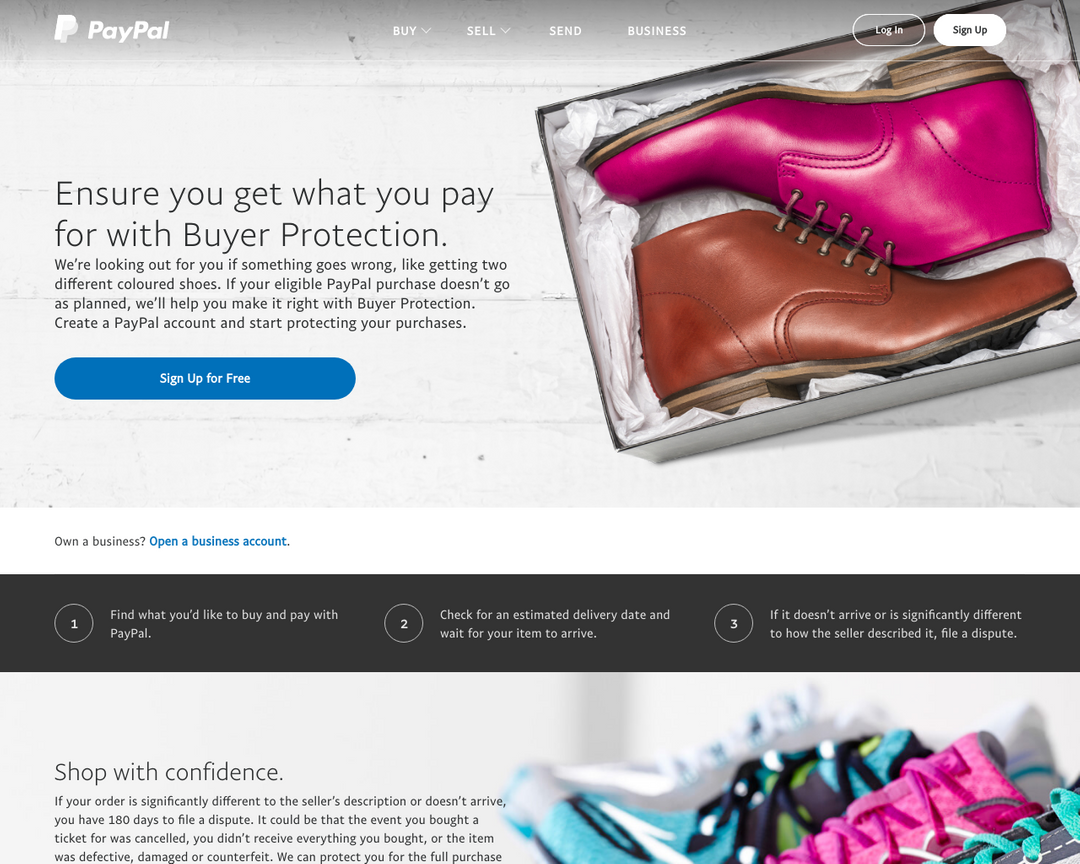 PayPal
BUY
SELL
SEND
BUSINESS
Log In
Sign Up
Ensure you get what you pay
for with Buyer Protection.
We’re looking out for you if something goes wrong, like getting two
different coloured shoes. If your eligible PayPal purchase doesn’t go
as planned, we’ll help you make it right with Buyer Protection.
Create a PayPal account and start protecting your purchases.
Sign Up for Free
Own a business? Open a business account.
1
Find what you’d like to buy and pay with
PayPal.
2
Check for an estimated delivery date and
wait for your item to arrive.
3
If it doesn’t arrive or is significantly different
to how the seller described it, file a dispute.
Shop with confidence.
If your order is significantly different to the seller’s description or doesn’t arrive,
you have 180 days to file a dispute. It could be that the event you bought a
ticket for was cancelled, you didn’t receive everything you bought, or the item
was defective, damaged or counterfeit. We can protect you for the full purchase